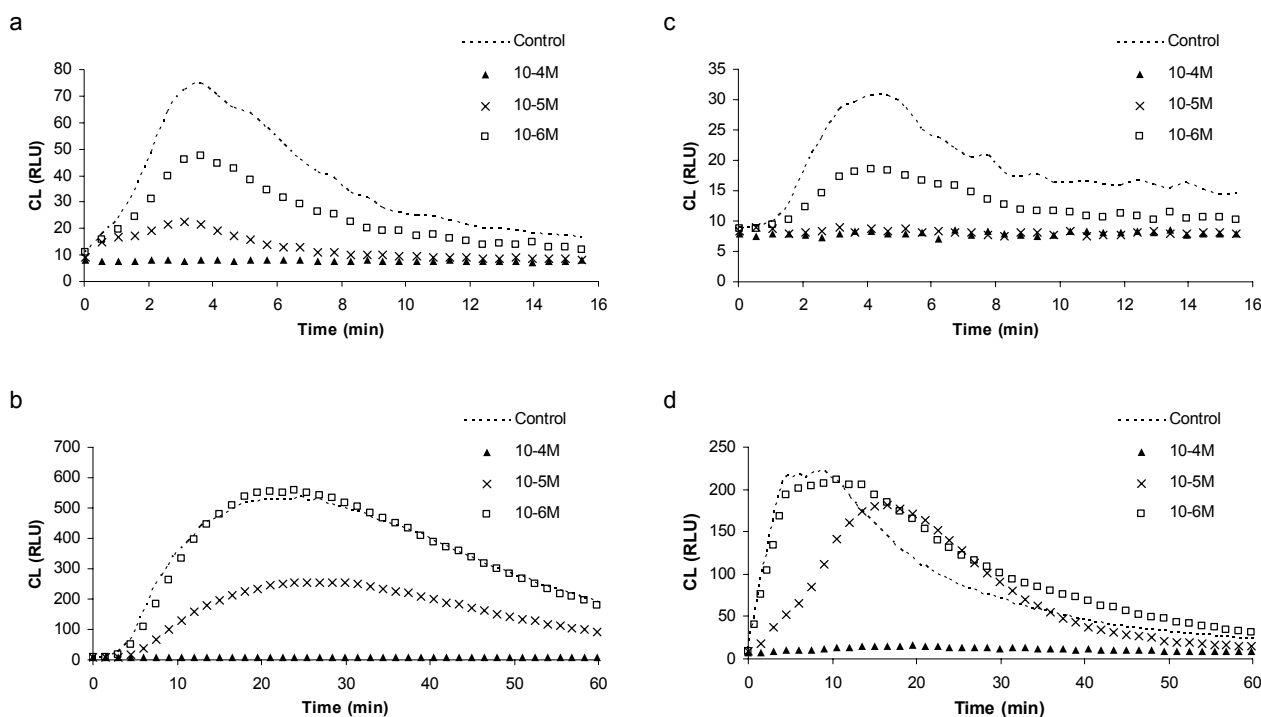 a
Control
10-4M
10-5M
10-6M
CL (RLU)
80
70
60
50
40
30
20
10
0
0 2 4 6 8 10 12 14 16
Time (min)
c
Control
10-4M
10-5M
10-6M
CL (RLU)
35
30
25
20
15
10
5
0
0 2 4 6 8 10 12 14 16
Time (min)
b
Control
10-4M
10-5M
10-6M
CL (RLU)
700
600
500
400
300
200
100
0
0 10 20 30 40 50 60
Time (min)
d
Control
10-4M
10-5M
10-6M
CL (RLU)
250
200
150
100
50
0
0 10 20 30 40 50 60
Time (min)